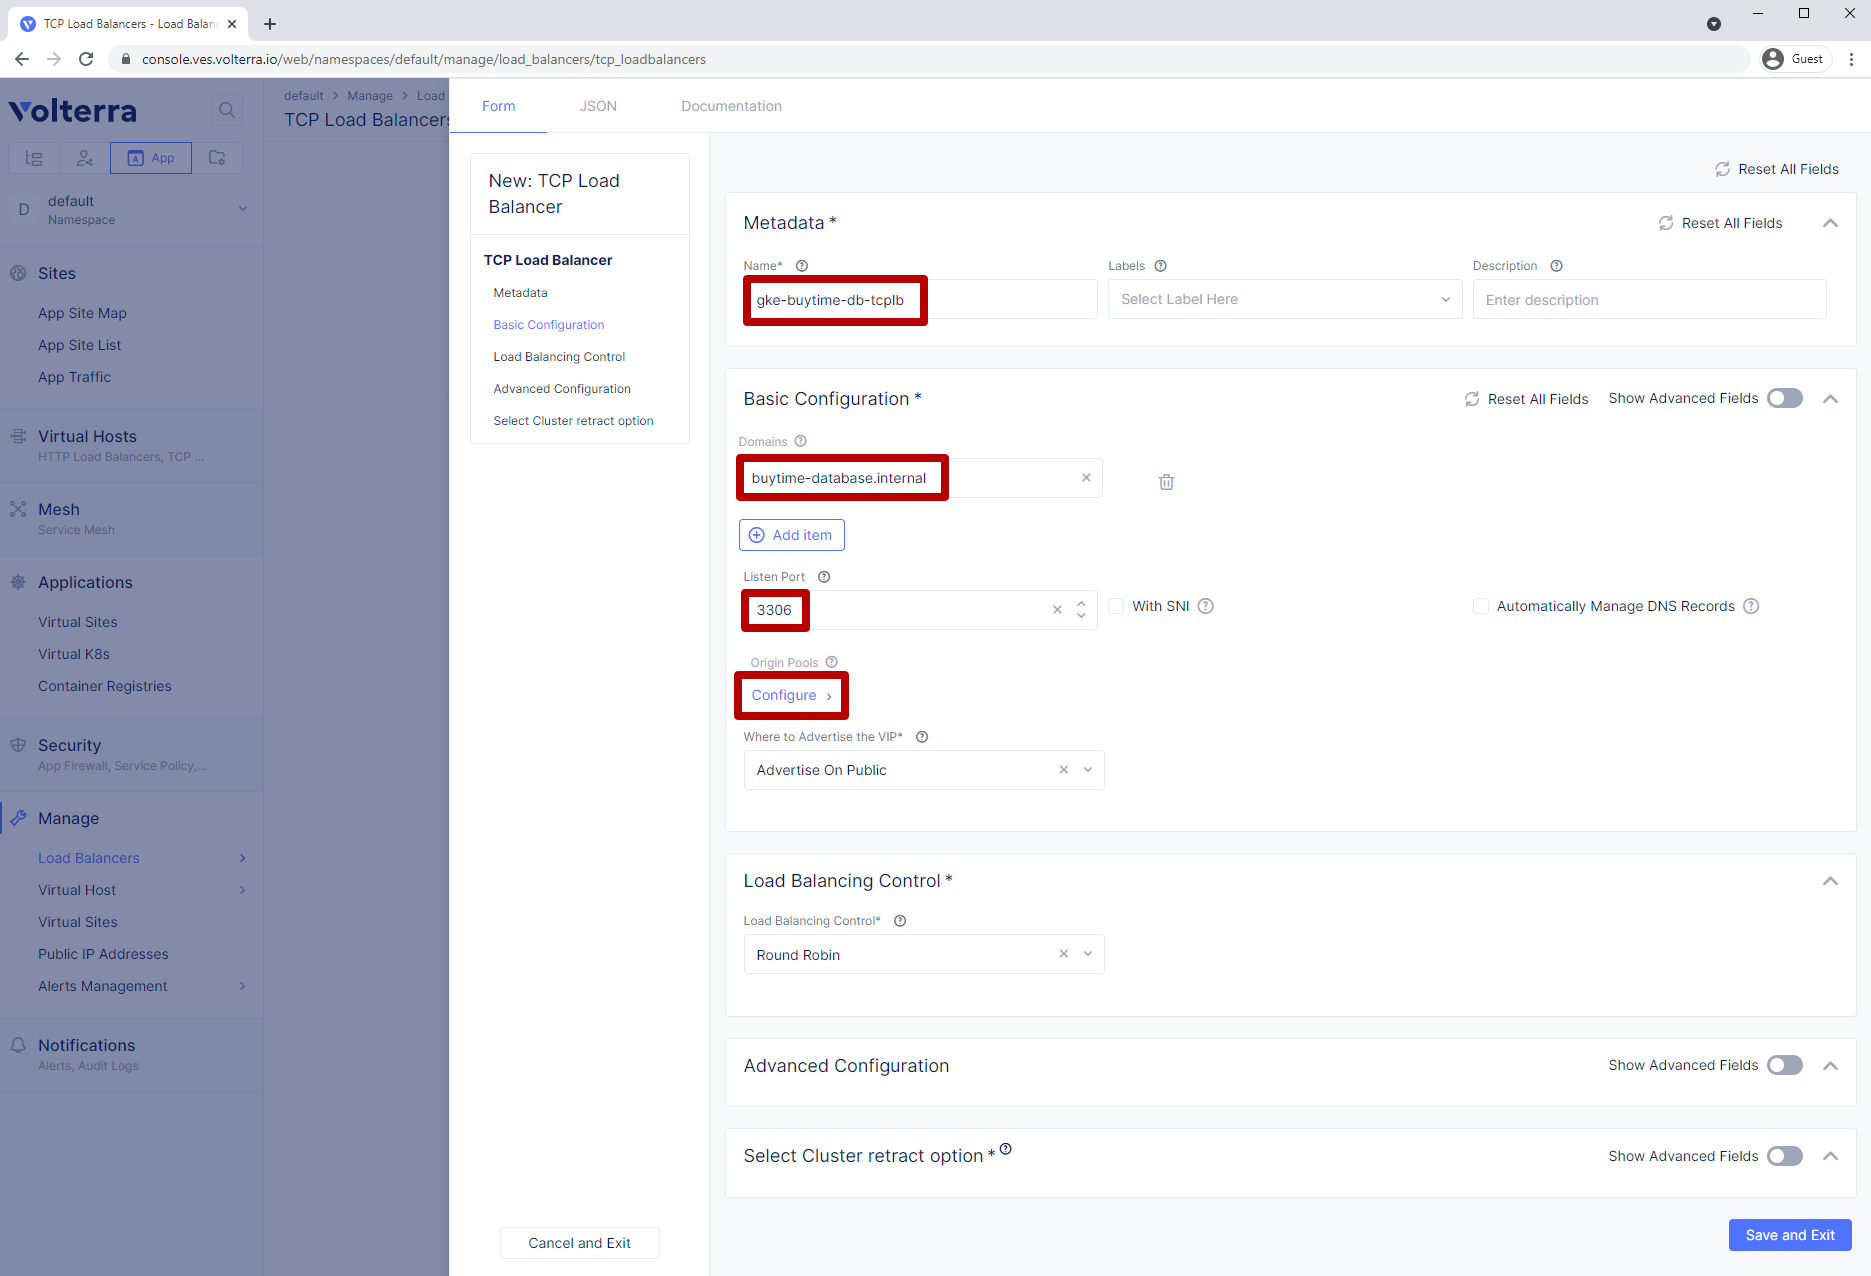 TCP Load Balancers - Load Balan
console.ves.volterra.io/web/namespaces/default/manage/load_balancers/tcp_loadbalancers
Guest
Volterra
App
D
default
Namespace
Sites
App Site Map
App Site List
App Traffic
Virtual Hosts
HTTP Load Balancers, TCP ...
Mesh
Service Mesh
Applications
Virtual Sites
Virtual K8s
Container Registries
Security
App Firewall, Service Policy,...
Manage
Load Balancers
Virtual Host
Virtual Sites
Public IP Addresses
Alerts Management
Notifications
Alerts, Audit Logs
default > Manage > Load
TCP Load Balancers
Form
JSON
Documentation
New: TCP Load
Balancer
TCP Load Balancer
Metadata
Basic Configuration
Load Balancing Control
Advanced Configuration
Select Cluster retract option
Cancel and Exit
Reset All Fields
Metadata *
Reset All Fields
Name*
Labels
Description
gke-buytime-db-tcplb
Select Label Here
Enter description
Basic Configuration *
Reset All Fields
Show Advanced Fields
Domains
buytime-database.internal
Add item
Listen Port
3306
With SNI
Automatically Manage DNS Records
Origin Pools
Configure >
Where to Advertise the VIP*
Advertise On Public
Load Balancing Control *
Load Balancing Control*
Round Robin
Advanced Configuration
Show Advanced Fields
Select Cluster retract option *
Show Advanced Fields
Save and Exit